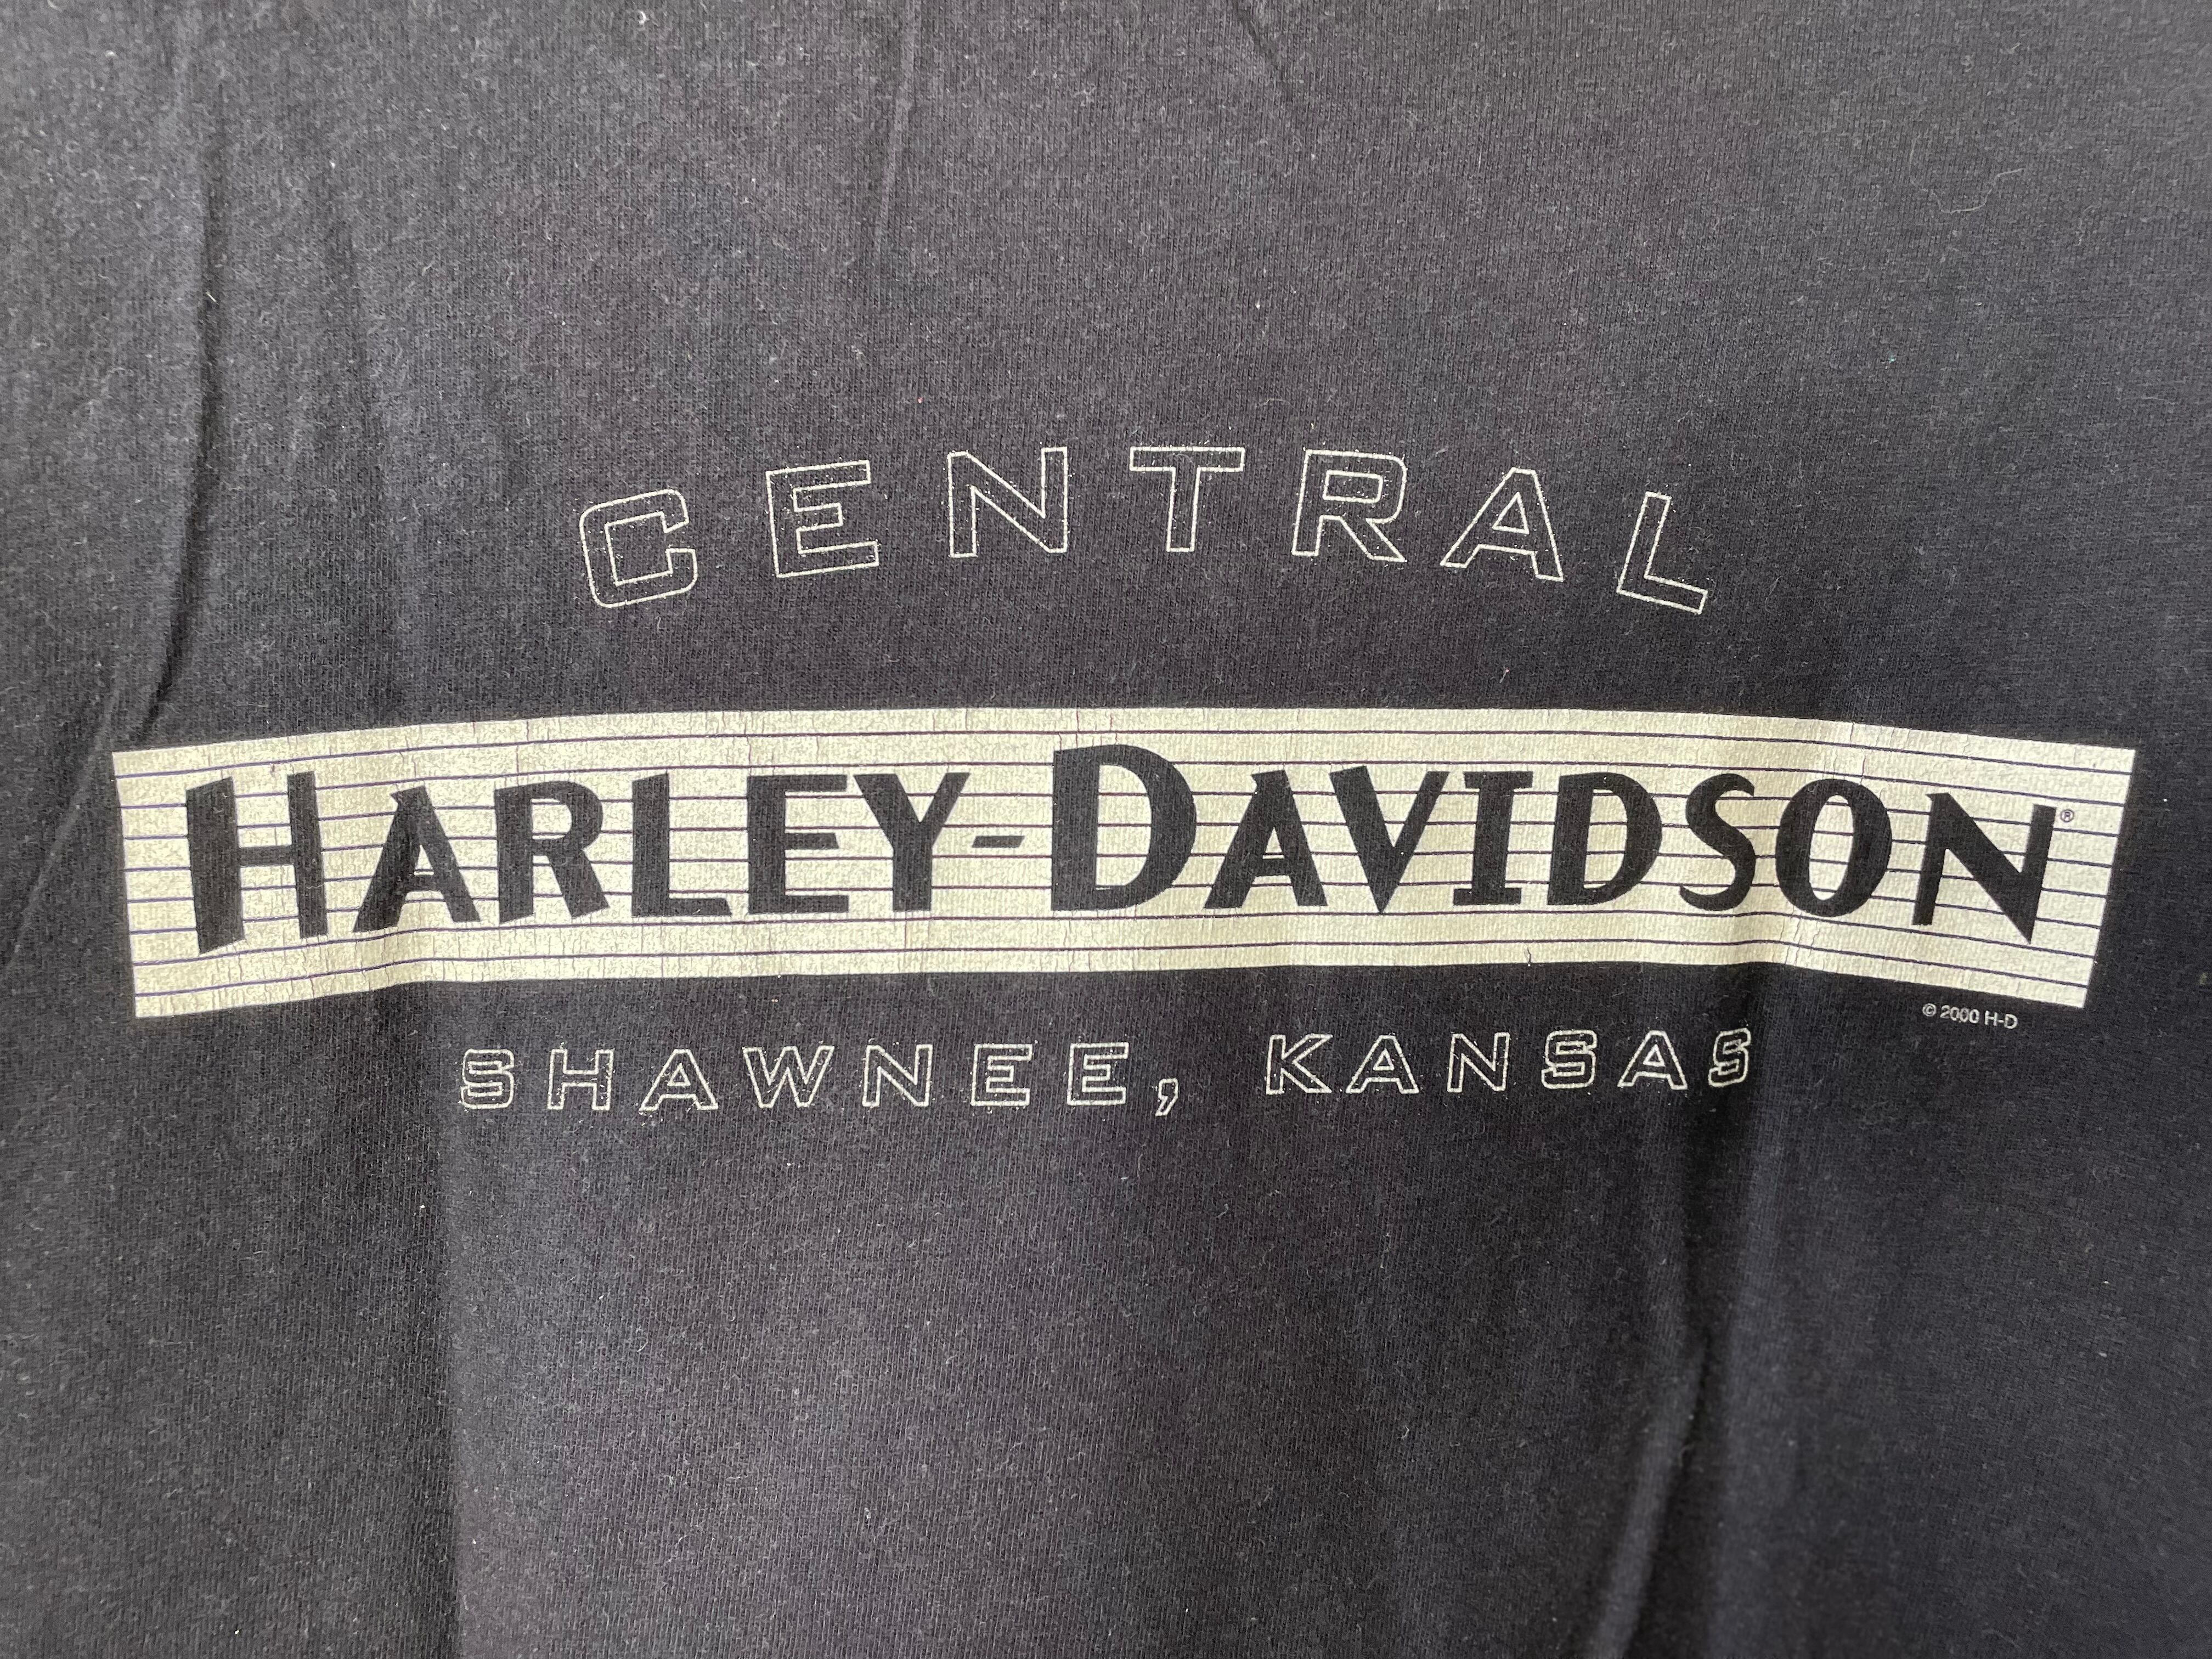 CENTRAL
HARLEY-DAVIDSON®
© 2000 H-D
SHAWNEE, KANSAS